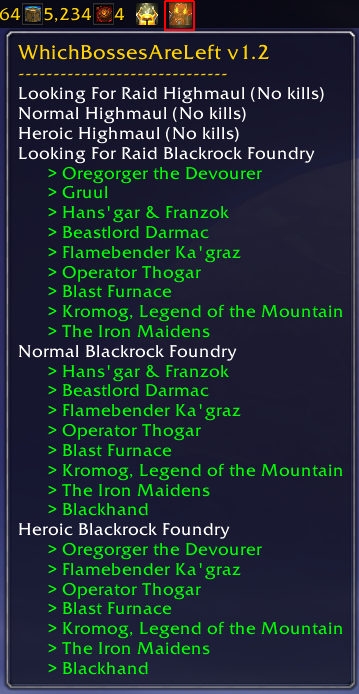 64 5,234 4
WhichBossesAreLeft v1.2
------------------------------
Looking For Raid Highmaul (No kills)
Normal Highmaul (No kills)
Heroic Highmaul (No kills)
Looking For Raid Blackrock Foundry
> Oregorger the Devourer
> Gruul
> Hans'gar & Franzok
> Beastlord Darmac
> Flamebender Ka'graz
> Operator Thogar
> Blast Furnace
> Kromog, Legend of the Mountain
> The Iron Maidens
Normal Blackrock Foundry
> Hans'gar & Franzok
> Beastlord Darmac
> Flamebender Ka'graz
> Operator Thogar
> Blast Furnace
> Kromog, Legend of the Mountain
> The Iron Maidens
> Blackhand
Heroic Blackrock Foundry
> Oregorger the Devourer
> Flamebender Ka'graz
> Operator Thogar
> Blast Furnace
> Kromog, Legend of the Mountain
> The Iron Maidens
> Blackhand